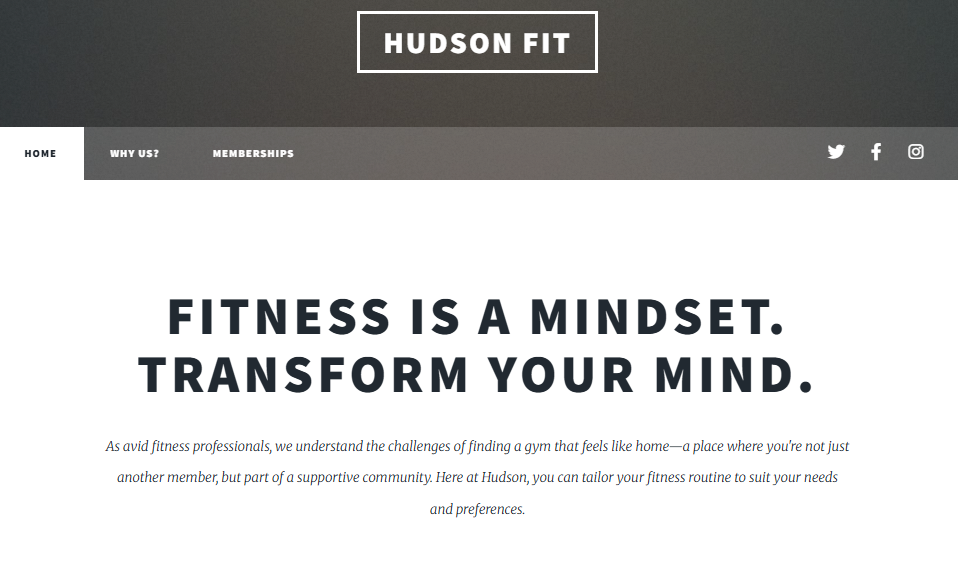 HUDSON FIT
HOME WHY US? MEMBERSHIPS
FITNESS IS A MINDSET.
TRANSFORM YOUR MIND.
As avid fitness professionals, we understand the challenges of finding a gym that feels like home—a place where you're not just
another member, but part of a supportive community. Here at Hudson, you can tailor your fitness routine to suit your needs
and preferences.